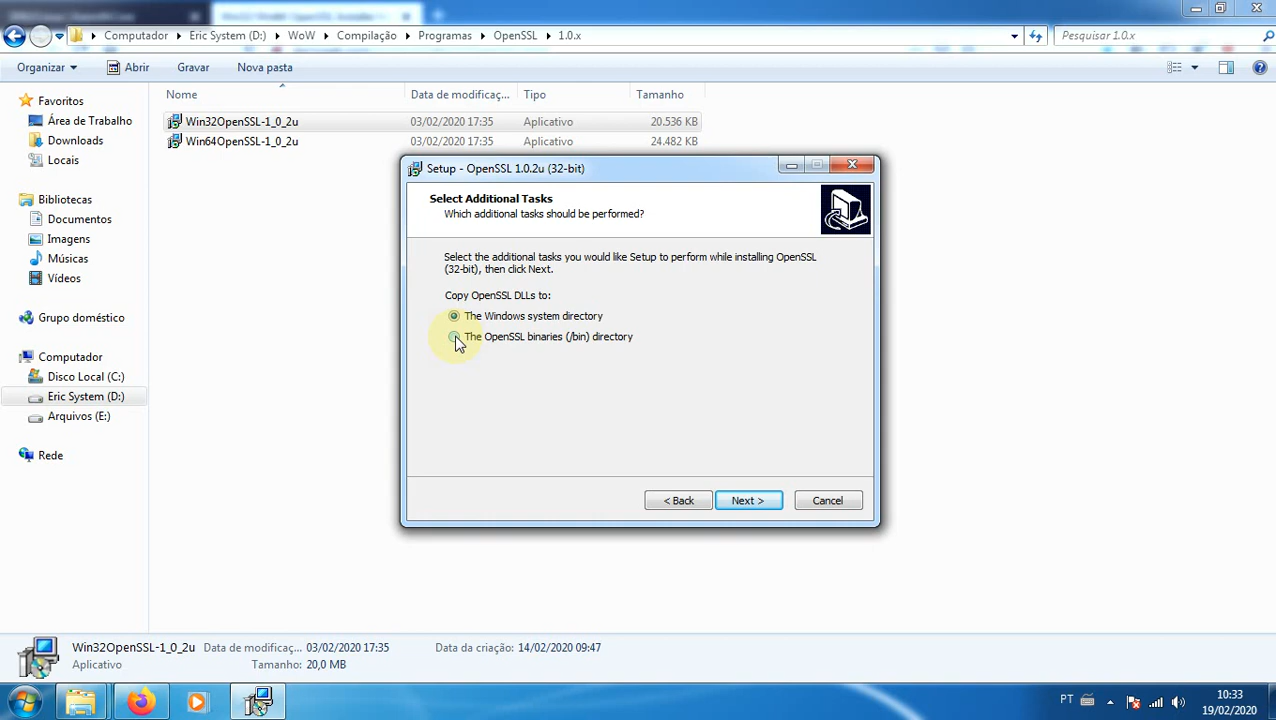 Computador
Eric System (D:)
WoW
Compilação
Programas
OpenSSL
1.0.x
Pesquisar 1.0.x
Organizar
Abrir
Gravar
Nova pasta
Favoritos
Área de Trabalho
Downloads
Locais
Bibliotecas
Documentos
Imagens
Músicas
Vídeos
Grupo doméstico
Computador
Disco Local (C:)
Eric System (D:)
Arquivos (E:)
Rede
Nome
Data de modificaç...
Tipo
Tamanho
Win32OpenSSL-1_0_2u
03/02/2020 17:35
Aplicativo
20.536 KB
Win64OpenSSL-1_0_2u
03/02/2020 17:35
Aplicativo
24.482 KB
Setup - OpenSSL 1.0.2u (32-bit)
Select Additional Tasks
Which additional tasks should be performed?
Select the additional tasks you would like Setup to perform while installing OpenSSL
(32-bit), then click Next.
Copy OpenSSL DLLs to:
The Windows system directory
The OpenSSL binaries (/bin) directory
< Back
Next >
Cancel
Win32OpenSSL-1_0_2u
Data de modificaç... 03/02/2020 17:35
Data da criação: 14/02/2020 09:47
Aplicativo
Tamanho: 20,0 MB
PT
10:33
19/02/2020